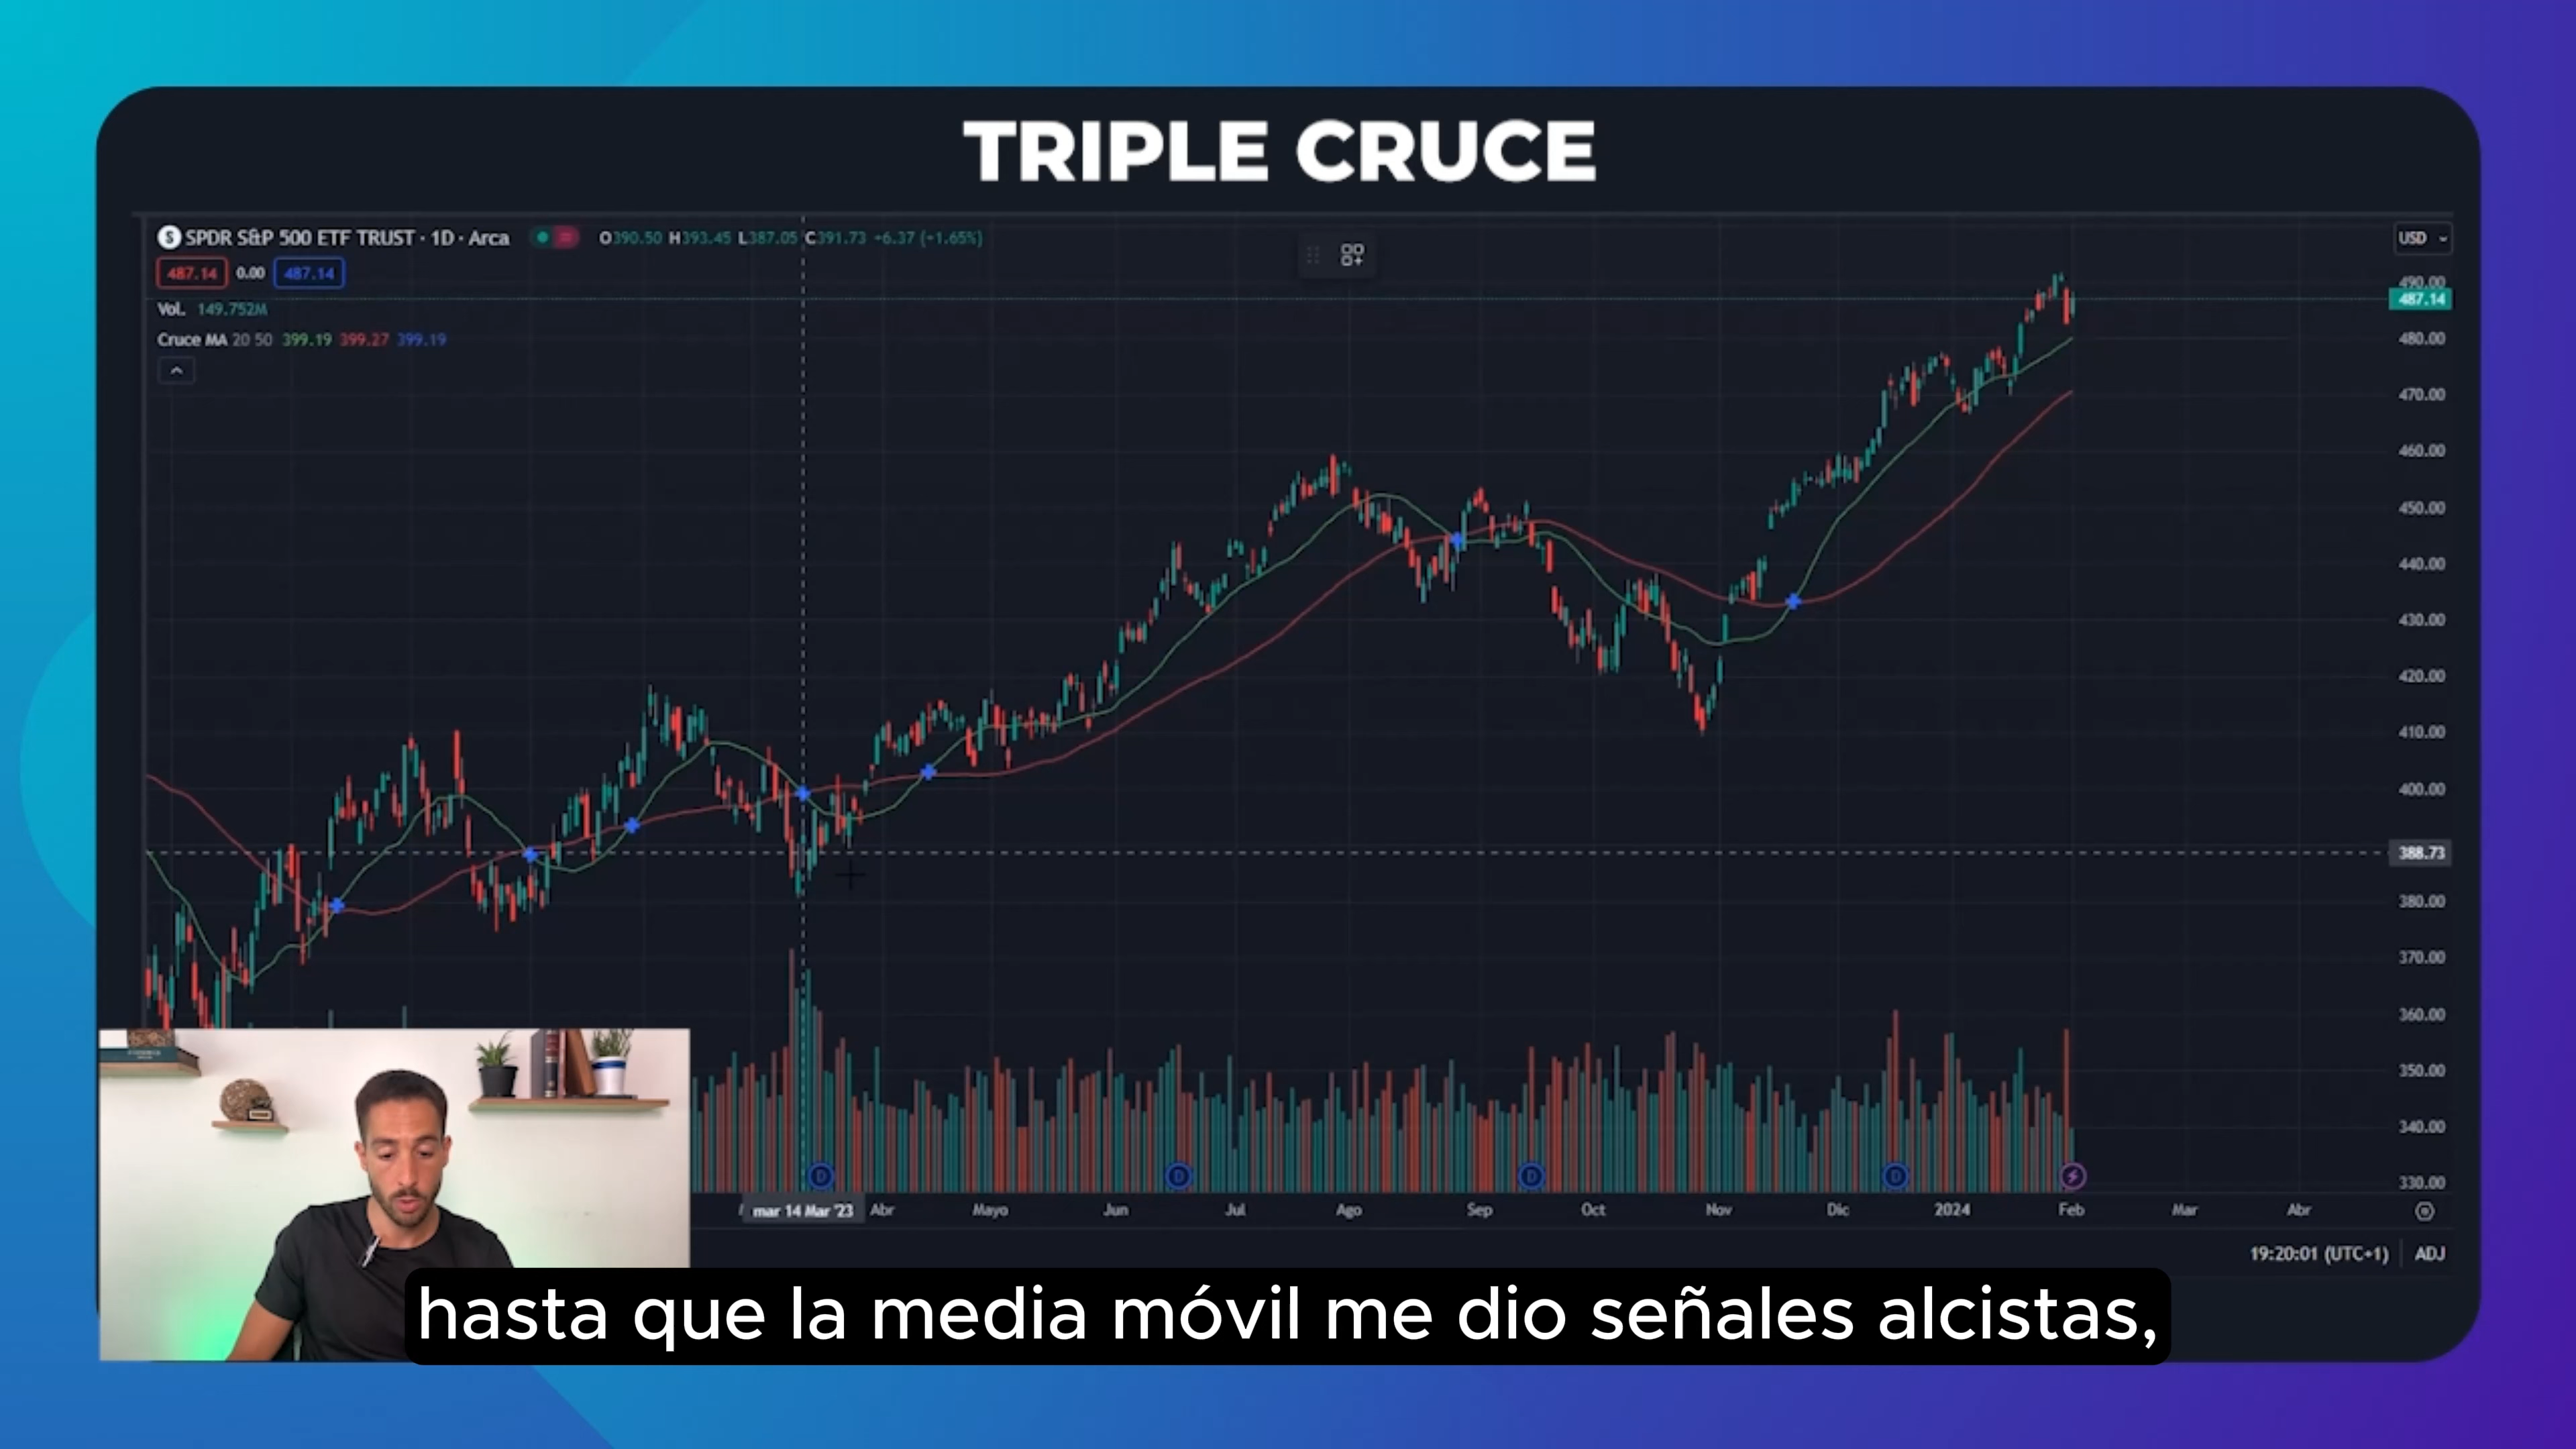 TRIPLE CRUCE
S SPDR S&P 500 ETF TRUST · 1D · Arca O390.50 H393.45 L387.05 C391.73 +6.37 (+1.65%)
USD
487.14 0.00 487.14
Vol. 149.752M
Cruce MA 20 50 399.19 399.27 399.19
490.00
487.14
480.00
470.00
460.00
450.00
440.00
430.00
420.00
410.00
400.00
388.73
380.00
370.00
360.00
350.00
340.00
330.00
D D D D
mar 14 Mar '23 Abr Mayo Jun Jul Ago Sep Oct Nov Dic 2024 Feb Mar Abr
19:20:01 (UTC+1) ADJ
hasta que la media móvil me dio señales alcistas,